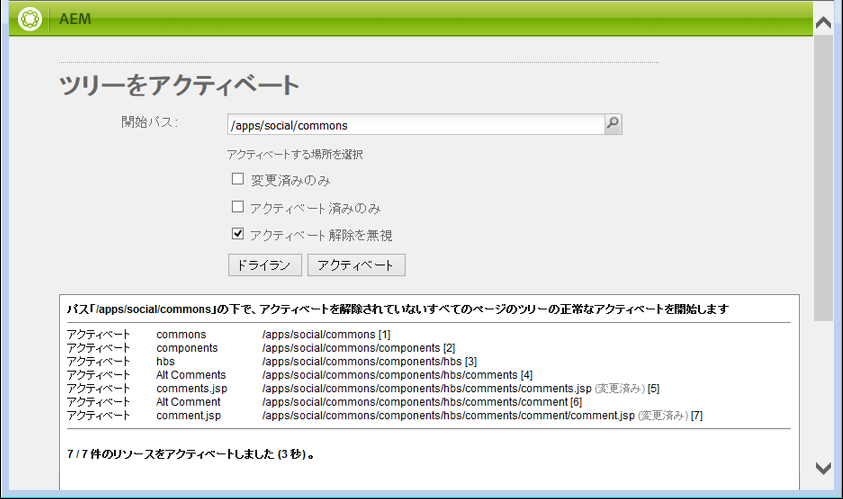 AEM
ツリーをアクティベート
開始パス:
/apps/social/commons
アクティベートする場所を選択
変更済みのみ
アクティベート済みのみ
アクティベート解除を無視
ドライラン アクティベート
パス「/apps/social/commons」の下で、アクティベートを解除されていないすべてのページのツリーの正常なアクティベートを開始します
アクティベート commons /apps/social/commons [1]
アクティベート components /apps/social/commons/components [2]
アクティベート hbs /apps/social/commons/components/hbs [3]
アクティベート Alt Comments /apps/social/commons/components/hbs/comments [4]
アクティベート comments.jsp /apps/social/commons/components/hbs/comments/comments.jsp (変更済み) [5]
アクティベート Alt Comment /apps/social/commons/components/hbs/comments/comment [6]
アクティベート comment.jsp /apps/social/commons/components/hbs/comments/comment/comment.jsp (変更済み) [7]
7 / 7 件のリソースをアクティベートしました (3 秒) 。